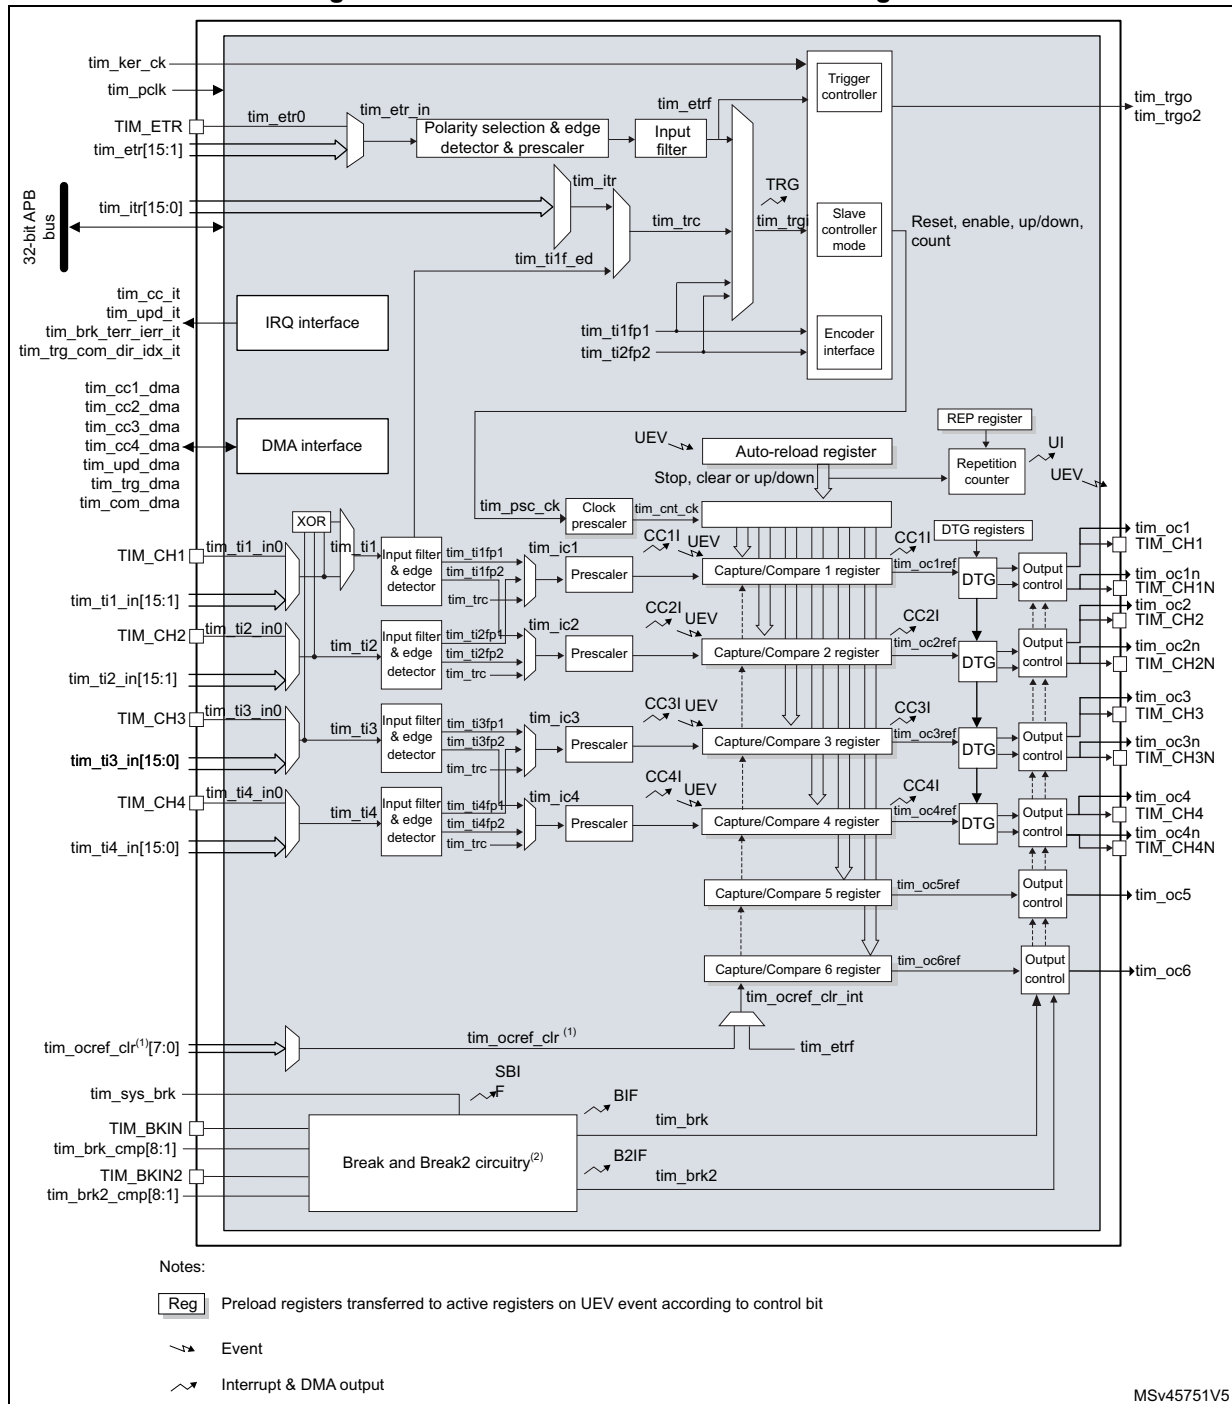 tim_ker_ck
tim_pclk
TIM_ETR
tim_etr0
tim_etr_in
tim_etr[15:1]
Polarity selection & edge
detector & prescaler
Input
filter
tim_etrf
Trigger
controller
tim_trgo
tim_trgo2
32-bit APB
bus
tim_itr[15:0]
tim_itr
tim_trc
tim_ti1f_ed
TRG
tim_trgi
Slave
controller
mode
Reset, enable, up/down,
count
tim_cc_it
tim_upd_it
tim_brk_terr_ierr_it
tim_trg_com_dir_idx_it
IRQ interface
tim_ti1fp1
tim_ti2fp2
Encoder
interface
tim_cc1_dma
tim_cc2_dma
tim_cc3_dma
tim_cc4_dma
tim_upd_dma
tim_trg_dma
tim_com_dma
DMA interface
UEV
Auto-reload register
Stop, clear or up/down
REP register
Repetition
counter
UI
UEV
tim_psc_ck
Clock
prescaler
tim_cnt_ck
DTG registers
XOR
TIM_CH1
tim_ti1_in0
tim_ti1
tim_ti1_in[15:1]
Input filter
& edge
detector
tim_ti1fp1
tim_ti1fp2
tim_trc
tim_ic1
Prescaler
CC1I
UEV
Capture/Compare 1 register
CC1I
tim_oc1ref
DTG
Output
control
tim_oc1
TIM_CH1
tim_oc1n
TIM_CH1N
TIM_CH2
tim_ti2_in0
tim_ti2
tim_ti2_in[15:1]
Input filter
& edge
detector
tim_ti2fp1
tim_ti2fp2
tim_trc
tim_ic2
Prescaler
CC2I
UEV
Capture/Compare 2 register
CC2I
tim_oc2ref
DTG
Output
control
tim_oc2
TIM_CH2
tim_oc2n
TIM_CH2N
TIM_CH3
tim_ti3_in0
tim_ti3
tim_ti3_in[15:0]
Input filter
& edge
detector
tim_ti3fp1
tim_ti3fp2
tim_trc
tim_ic3
Prescaler
CC3I
UEV
Capture/Compare 3 register
CC3I
tim_oc3ref
DTG
Output
control
tim_oc3
TIM_CH3
tim_oc3n
TIM_CH3N
TIM_CH4
tim_ti4_in0
tim_ti4
tim_ti4_in[15:0]
Input filter
& edge
detector
tim_ti4fp1
tim_ti4fp2
tim_trc
tim_ic4
Prescaler
CC4I
UEV
Capture/Compare 4 register
CC4I
tim_oc4ref
DTG
Output
control
tim_oc4
TIM_CH4
tim_oc4n
TIM_CH4N
Capture/Compare 5 register
tim_oc5ref
Output
control
tim_oc5
Capture/Compare 6 register
tim_oc6ref
Output
control
tim_oc6
tim_ocref_clr_int
tim_ocref_clr(1)[7:0]
tim_ocref_clr (1)
tim_etrf
tim_sys_brk
SBI
F
BIF
TIM_BKIN
tim_brk_cmp[8:1]
TIM_BKIN2
tim_brk2_cmp[8:1]
Break and Break2 circuitry(2)
tim_brk
B2IF
tim_brk2
Notes:
Reg
Preload registers transferred to active registers on UEV event according to control bit
Event
Interrupt & DMA output
MSv45751V5